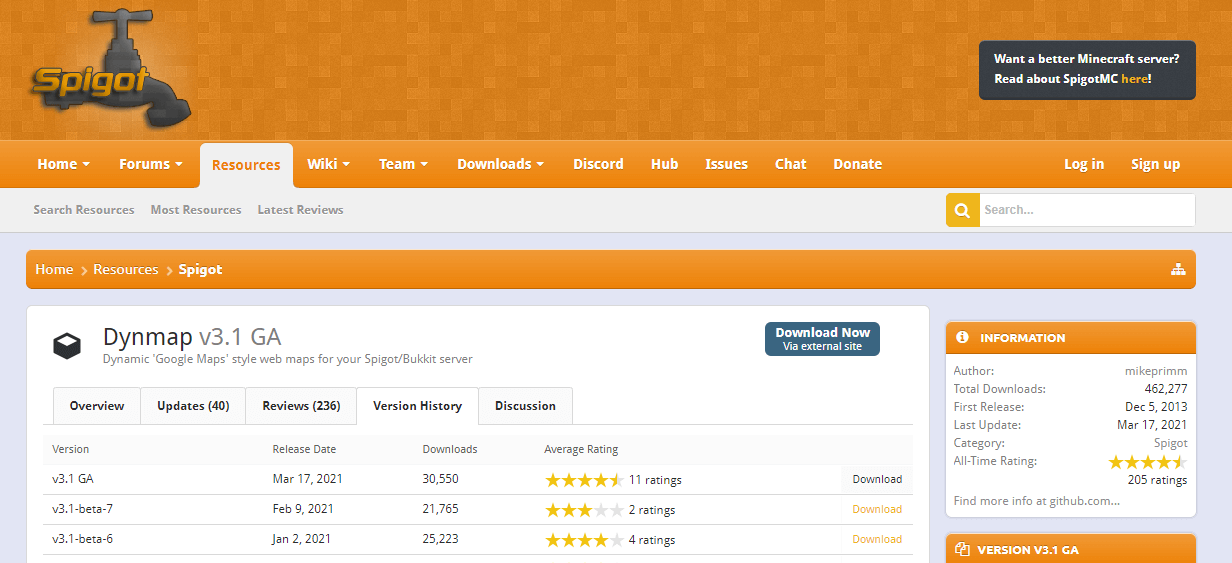 Spigot
Want a better Minecraft server?
Read about SpigotMC here!
Home Forums Resources Wiki Team Downloads Discord Hub Issues Chat Donate Log in Sign up
Search Resources Most Resources Latest Reviews Search...
Home Resources Spigot
Dynmap v3.1 GA
Dynamic 'Google Maps' style web maps for your Spigot/Bukkit server
Download Now
Via external site
Overview Updates (40) Reviews (236) Version History Discussion
Version Release Date Downloads Average Rating
v3.1 GA Mar 17, 2021 30,550 11 ratings Download
v3.1-beta-7 Feb 9, 2021 21,765 2 ratings Download
v3.1-beta-6 Jan 2, 2021 25,223 4 ratings Download
INFORMATION
Author: mikeprimm
Total Downloads: 462,277
First Release: Dec 5, 2013
Last Update: Mar 17, 2021
Category: Spigot
All-Time Rating:
205 ratings
Find more info at github.com...
VERSION V3.1 GA